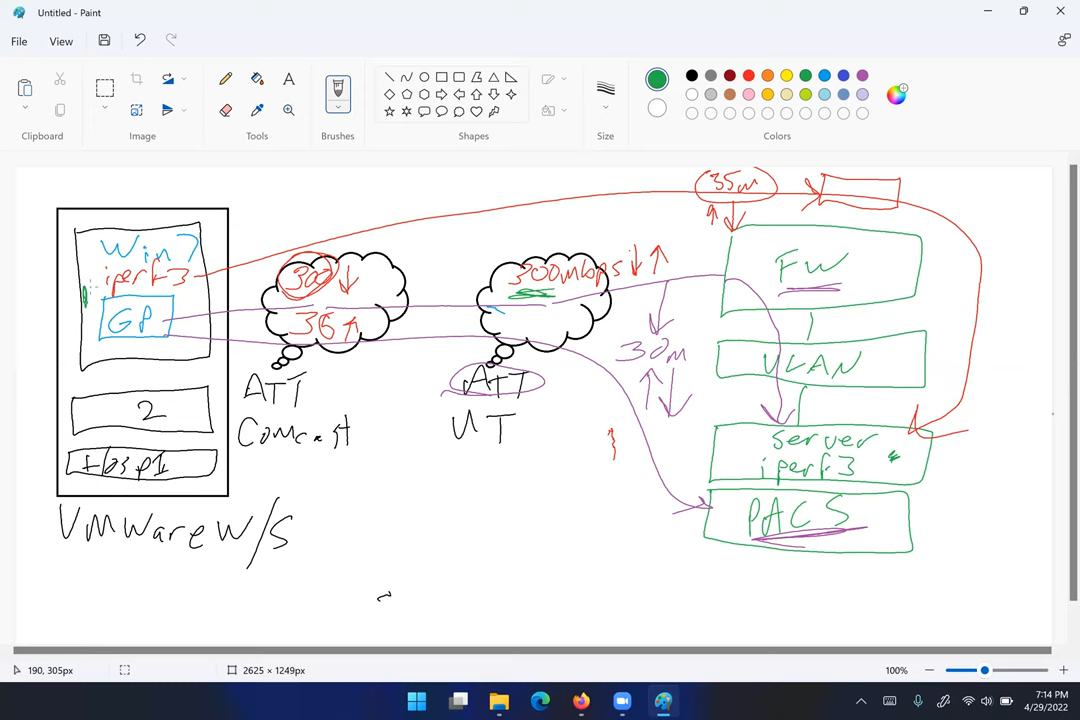 Untitled - Paint
File
View
Clipboard
Image
Tools
Brushes
Shapes
Size
Colors
Win 7
iperf3
GP
2
VMWare W/S
300
36
ATT
Comcast
300mbps
ATT
UT
30m
35m
FW
VLAN
server
iperf3
PACS
190, 305px
2625 × 1249px
100%
7:14 PM
4/29/2022